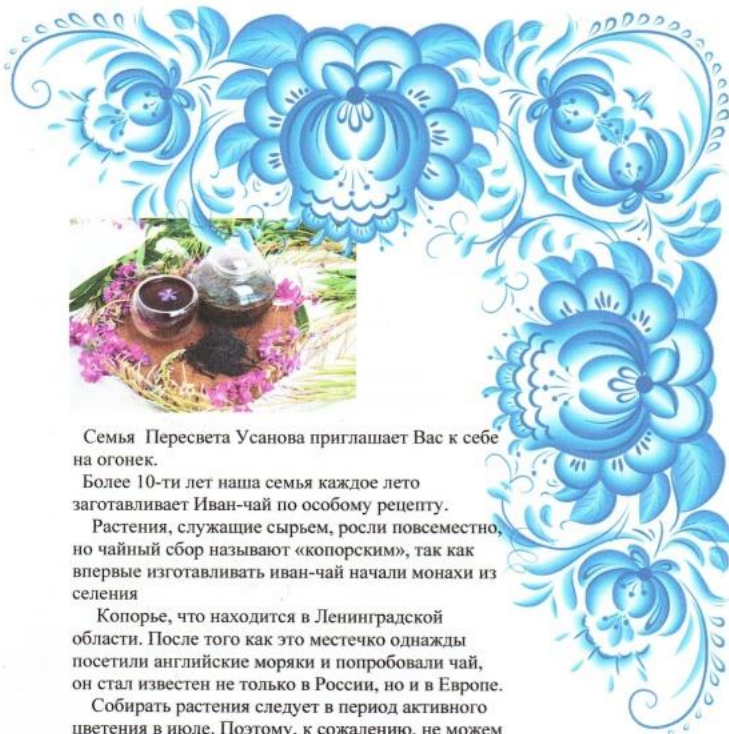 Семья Пересвета Усанова приглашает Вас к себе
на огонек.
Более 10-ти лет наша семья каждое лето
заготавливает Иван-чай по особому рецепту.
Растения, служащие сырьем, росли повсеместно,
но чайный сбор называют «копорским», так как
впервые изготавливать иван-чай начали монахи из
селения
Копорье, что находится в Ленинградской
области. После того как это местечко однажды
посетили английские моряки и попробовали чай,
он стал известен не только в России, но и в Европе.
Собирать растения следует в период активного
цветения в июле. Поэтому, к сожалению, не можем